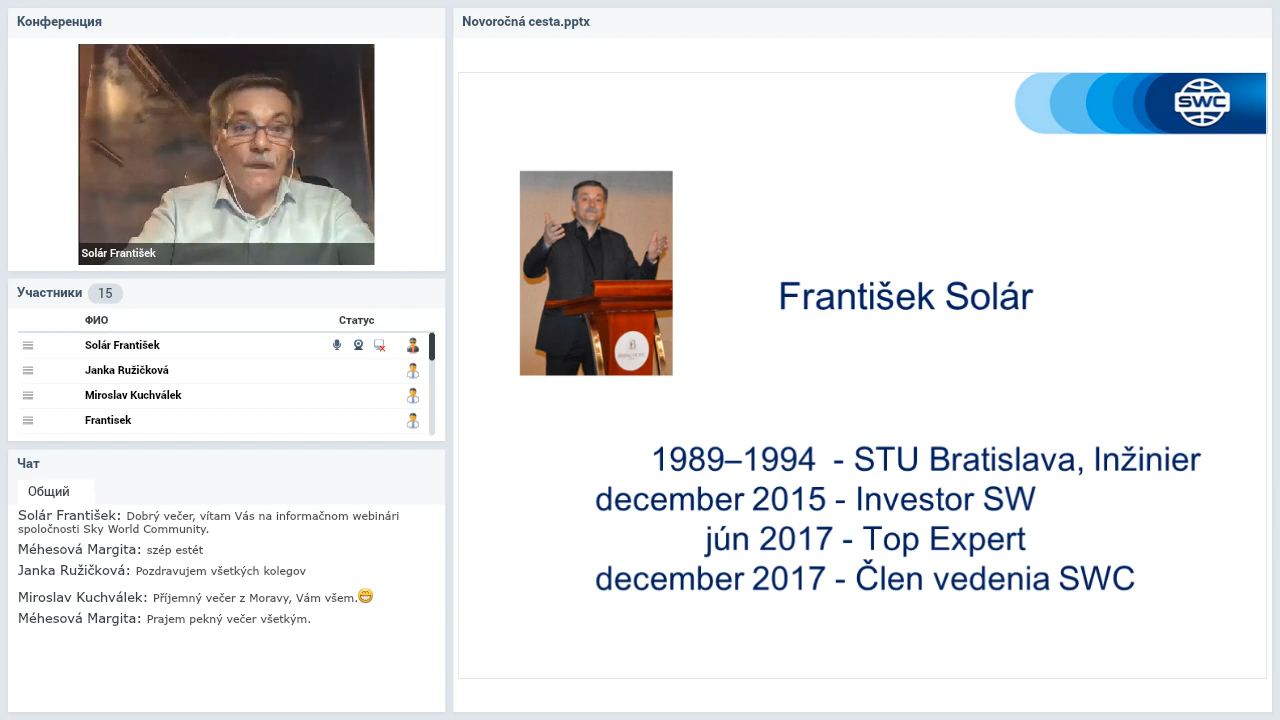 Конференция
Solár František
Участники 15
ФИО Статус
Solár František
Janka Ružičková
Miroslav Kuchválek
Frantisek
Чат
Общий
Solár František: Dobrý večer, vítam Vás na informačnom webinári
spoločnosti Sky World Community.
Méhesová Margita: szép estét
Janka Ružičková: Pozdravujem všetkých kolegov
Miroslav Kuchválek: Příjemný večer z Moravy, Vám všem.
Méhesová Margita: Prajem pekný večer všetkým.
Novoročná cesta.pptx
SWC
František Solár
1989–1994 - STU Bratislava, Inžinier
december 2015 - Investor SW
jún 2017 - Top Expert
december 2017 - Člen vedenia SWC